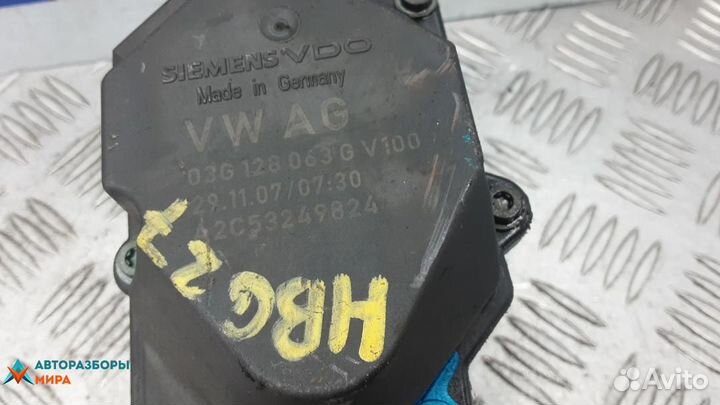 SIEMENS VDO
Made in Germany
VW AG
03G 128 063 G V100
29.11.07/07:30
A2C53249824
HBG 27
АВТОРАЗБОРЫ
МИРА
Avito